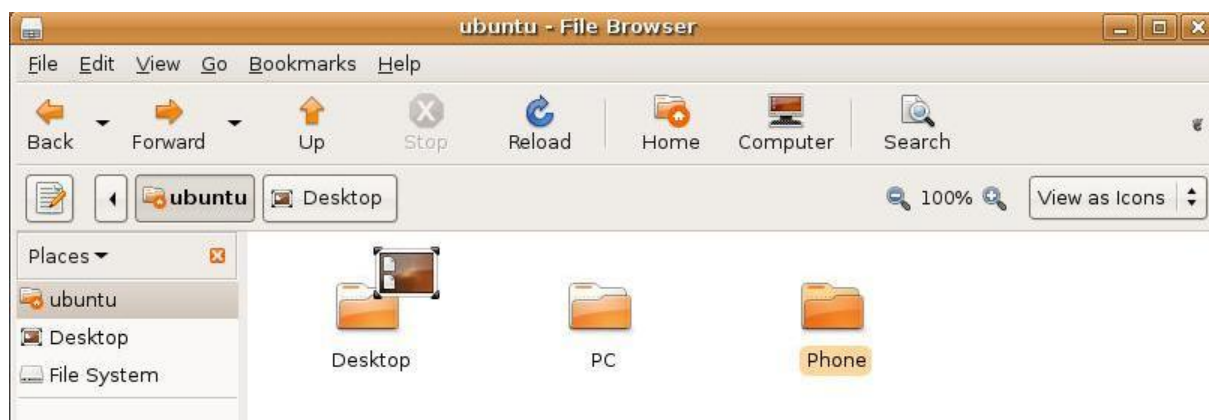 ubuntu - File Browser
File Edit View Go Bookmarks Help
Back Forward Up Stop Reload Home Computer Search
ubuntu Desktop 100% View as Icons
Places
ubuntu
Desktop
File System
Desktop PC Phone